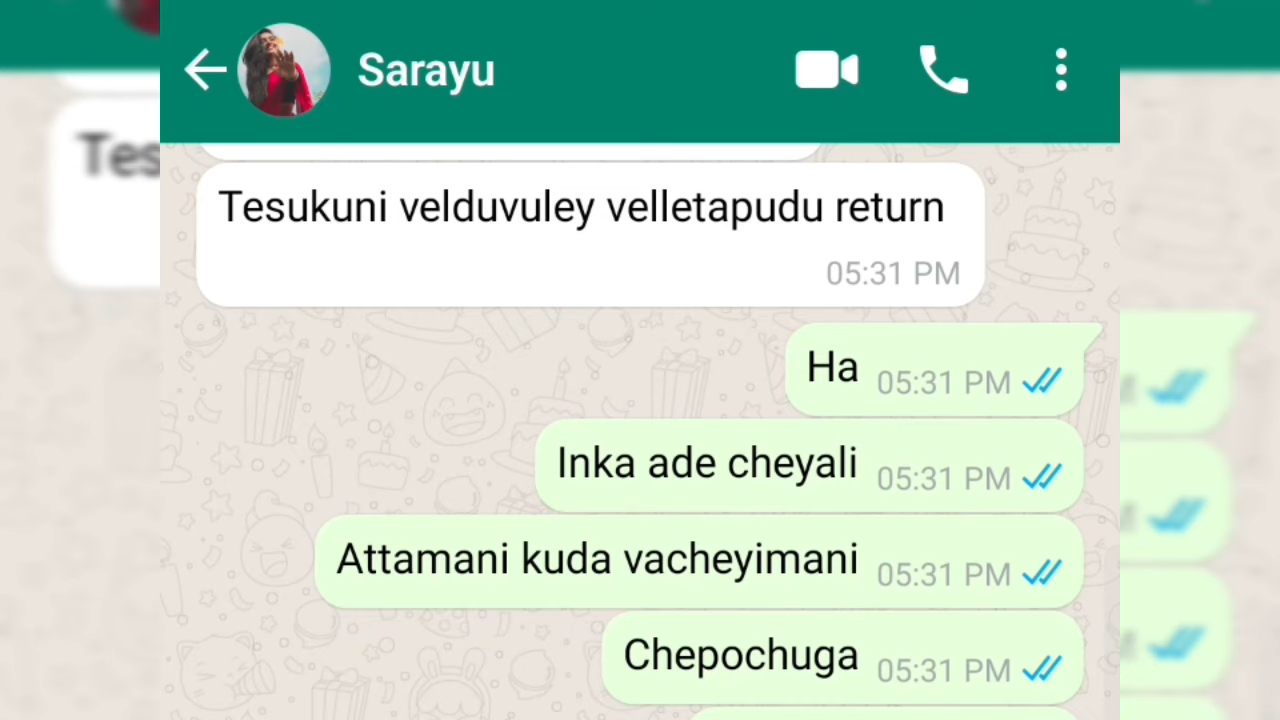 Sarayu
Tes
Tesukuni velduvuley velletapudu return
05:31 PM
Ha 05:31 PM
Inka ade cheyali 05:31 PM
Attamani kuda vacheyimani 05:31 PM
Chepochuga 05:31 PM